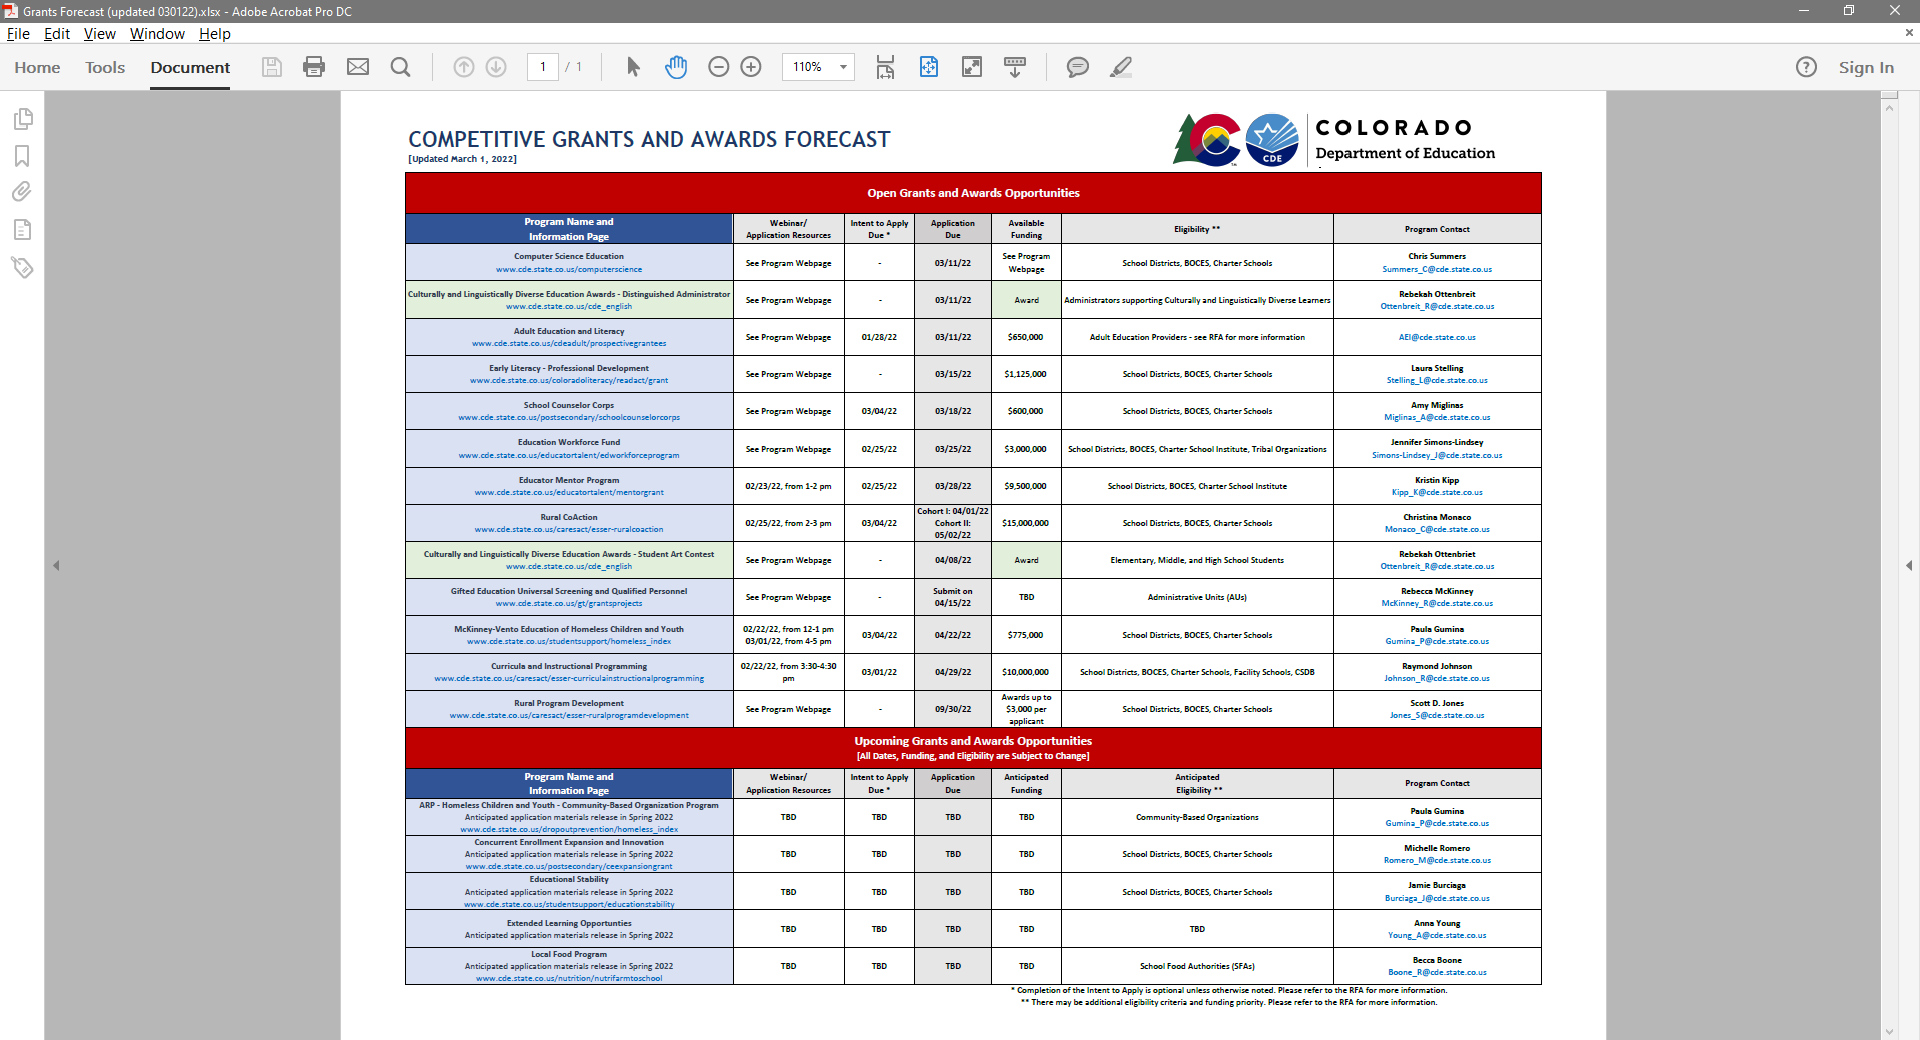 Grants Forecast (updated 030122).xlsx - Adobe Acrobat Pro DC
File Edit View Window Help
Home Tools Document 1 / 1 110% Sign In
COMPETITIVE GRANTS AND AWARDS FORECAST
[Updated March 1, 2022]
CDE
COLORADO
Department of Education
Open Grants and Awards Opportunities
Program Name and
Information Page
Webinar/
Application Resources
Intent to Apply
Due *
Application
Due
Available
Funding
Eligibility **
Program Contact
Computer Science Education
www.cde.state.co.us/computerscience
See Program Webpage
-
03/11/22
See Program
Webpage
School Districts, BOCES, Charter Schools
Chris Summers
Summers_C@cde.state.co.us
Culturally and Linguistically Diverse Education Awards - Distinguished Administrator
www.cde.state.co.us/cde_english
See Program Webpage
-
03/11/22
Award
Administrators supporting Culturally and Linguistically Diverse Learners
Rebekah Ottenbreit
Ottenbreit_R@cde.state.co.us
Adult Education and Literacy
www.cde.state.co.us/cdeadult/prospectivegrantees
See Program Webpage
01/28/22
03/11/22
$650,000
Adult Education Providers - see RFA for more information
AEI@cde.state.co.us
Early Literacy - Professional Development
www.cde.state.co.us/coloradoliteracy/readact/grant
See Program Webpage
-
03/15/22
$1,125,000
School Districts, BOCES, Charter Schools
Laura Stelling
Stelling_L@cde.state.co.us
School Counselor Corps
www.cde.state.co.us/postsecondary/schoolcounselorcorps
See Program Webpage
03/04/22
03/18/22
$600,000
School Districts, BOCES, Charter Schools
Amy Miglinas
Miglinas_A@cde.state.co.us
Education Workforce Fund
www.cde.state.co.us/educatortalent/edworkforceprogram
See Program Webpage
02/25/22
03/25/22
$3,000,000
School Districts, BOCES, Charter School Institute, Tribal Organizations
Jennifer Simons-Lindsey
Simons-Lindsey_J@cde.state.co.us
Educator Mentor Program
www.cde.state.co.us/educatortalent/mentorgrant
02/23/22, from 1-2 pm
02/25/22
03/28/22
$9,500,000
School Districts, BOCES, Charter School Institute
Kristin Kipp
Kipp_K@cde.state.co.us
Rural CoAction
www.cde.state.co.us/caresact/esser-ruralcoaction
02/25/22, from 2-3 pm
03/04/22
Cohort I: 04/01/22
Cohort II:
05/02/22
$15,000,000
School Districts, BOCES, Charter Schools
Christina Monaco
Monaco_C@cde.state.co.us
Culturally and Linguistically Diverse Education Awards - Student Art Contest
www.cde.state.co.us/cde_english
See Program Webpage
-
04/08/22
Award
Elementary, Middle, and High School Students
Rebekah Ottenbriet
Ottenbreit_R@cde.state.co.us
Gifted Education Universal Screening and Qualified Personnel
www.cde.state.co.us/gt/grantsprojects
See Program Webpage
-
Submit on
04/15/22
TBD
Administrative Units (AUs)
Rebecca McKinney
McKinney_R@cde.state.co.us
McKinney-Vento Education of Homeless Children and Youth
www.cde.state.co.us/studentsupport/homeless_index
02/22/22, from 12-1 pm
03/01/22, from 4-5 pm
03/04/22
04/22/22
$775,000
School Districts, BOCES, Charter Schools
Paula Gumina
Gumina_P@cde.state.co.us
Curricula and Instructional Programming
www.cde.state.co.us/caresact/esser-curriculainstructionalprogramming
02/22/22, from 3:30-4:30
pm
03/01/22
04/29/22
$10,000,000
School Districts, BOCES, Charter Schools, Facility Schools, CSDB
Raymond Johnson
Johnson_R@cde.state.co.us
Rural Program Development
www.cde.state.co.us/caresact/esser-ruralprogramdevelopment
See Program Webpage
-
09/30/22
Awards up to
$3,000 per
applicant
School Districts, BOCES, Charter Schools
Scott D. Jones
Jones_S@cde.state.co.us
Upcoming Grants and Awards Opportunities
[All Dates, Funding, and Eligibility are Subject to Change]
Program Name and
Information Page
Webinar/
Application Resources
Intent to Apply
Due *
Application
Due
Anticipated
Funding
Anticipated
Eligibility **
Program Contact
ARP - Homeless Children and Youth - Community-Based Organization Program
Anticipated application materials release in Spring 2022
www.cde.state.co.us/dropoutprevention/homeless_index
TBD
TBD
TBD
TBD
Community-Based Organizations
Paula Gumina
Gumina_P@cde.state.co.us
Concurrent Enrollment Expansion and Innovation
Anticipated application materials release in Spring 2022
www.cde.state.co.us/postsecondary/ceexpansiongrant
TBD
TBD
TBD
TBD
School Districts, BOCES, Charter Schools
Michelle Romero
Romero_M@cde.state.co.us
Educational Stability
Anticipated application materials release in Spring 2022
www.cde.state.co.us/studentsupport/educationstability
TBD
TBD
TBD
TBD
School Districts, BOCES, Charter Schools
Jamie Burciaga
Burciaga_J@cde.state.co.us
Extended Learning Opportunties
Anticipated application materials release in Spring 2022
TBD
TBD
TBD
TBD
TBD
Anna Young
Young_A@cde.state.co.us
Local Food Program
Anticipated application materials release in Spring 2022
www.cde.state.co.us/nutrition/nutrifarmtoschool
TBD
TBD
TBD
TBD
School Food Authorities (SFAs)
Becca Boone
Boone_R@cde.state.co.us
* Completion of the Intent to Apply is optional unless otherwise noted. Please refer to the RFA for more information.
** There may be additional eligibility criteria and funding priority. Please refer to the RFA for more information.